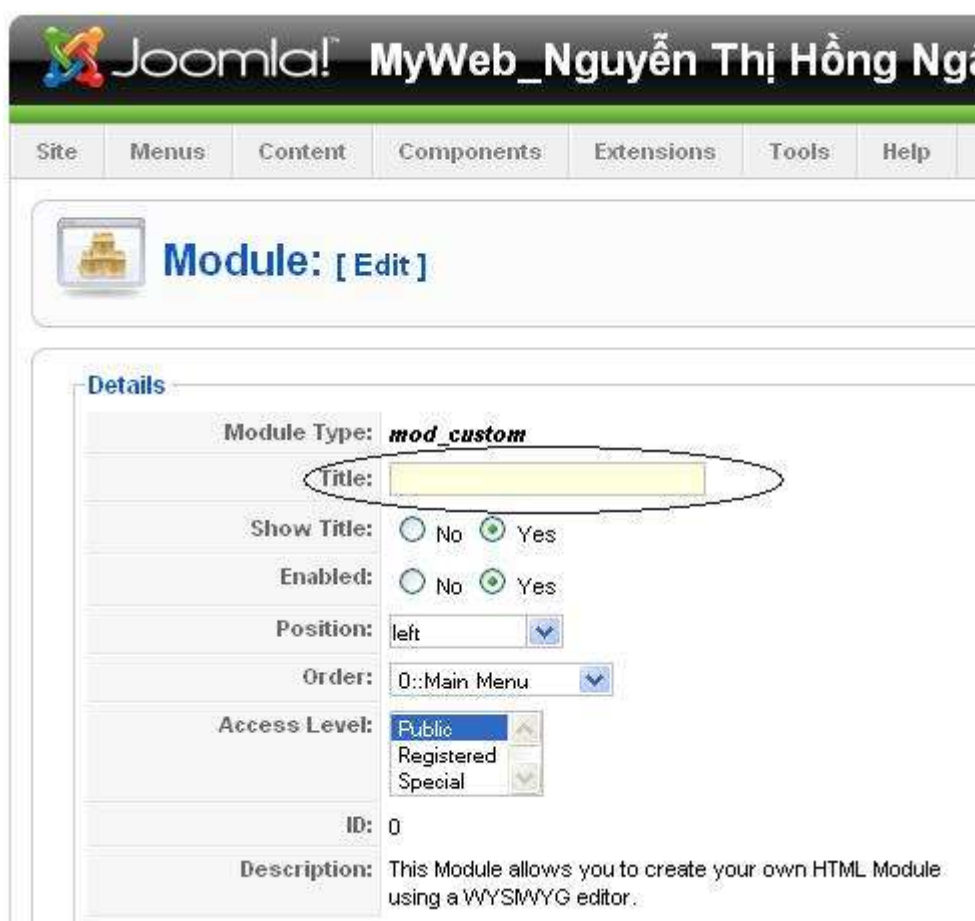 Joomla! MyWeb_Nguyễn Thị Hồng
Site Menus Content Components Extensions Tools Help
Module: [ Edit ]
Details
Module Type: mod_custom
Title:
Show Title: No Yes
Enabled: No Yes
Position: left
Order: 0::Main Menu
Access Level: Public
Registered
Special
ID: 0
Description: This Module allows you to create your own HTML Module
using a WYSIWYG editor.